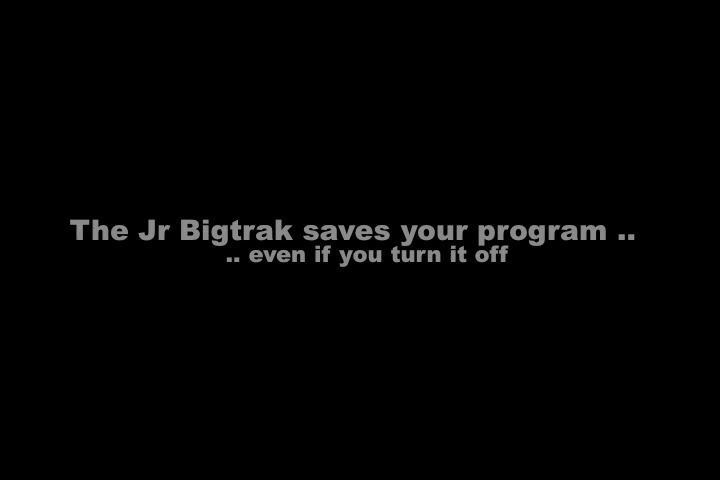 The Jr Bigtrak saves your program ..
.. even if you turn it off